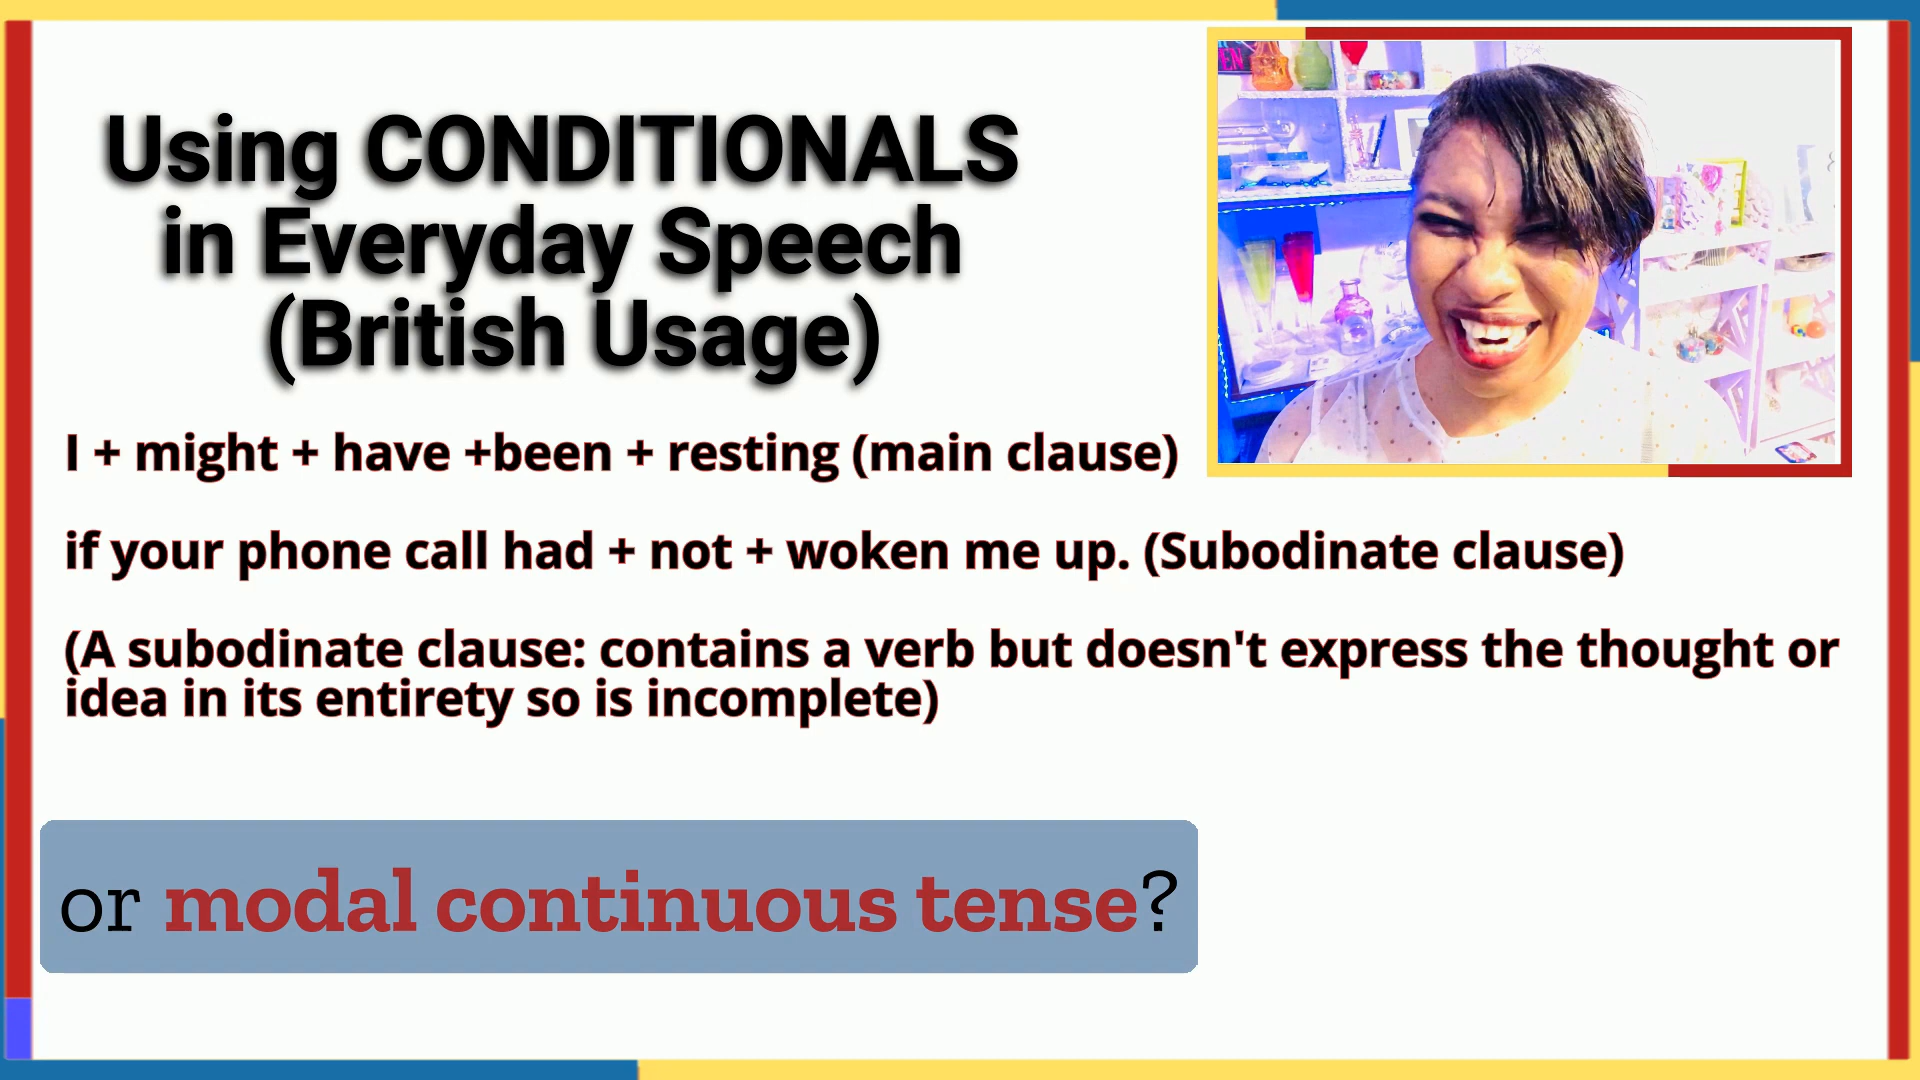 Using CONDITIONALS
in Everyday Speech
(British Usage)
I + might + have +been + resting (main clause)
if your phone call had + not + woken me up. (Subodinate clause)
(A subodinate clause: contains a verb but doesn't express the thought or
idea in its entirety so is incomplete)
or modal continuous tense?